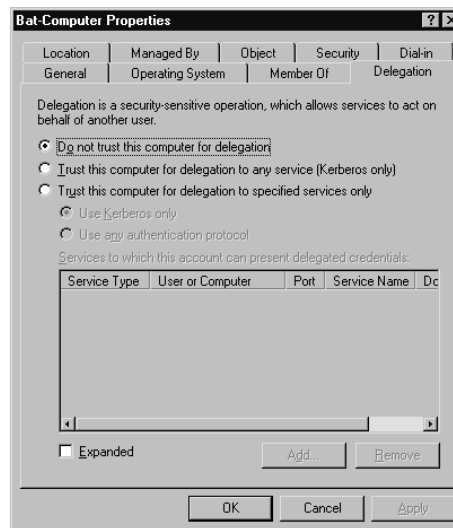 Bat-Computer Properties
Location Managed By Object Security Dial-in
General Operating System Member Of Delegation
Delegation is a security-sensitive operation, which allows services to act on
behalf of another user.
Do not trust this computer for delegation
Trust this computer for delegation to any service (Kerberos only)
Trust this computer for delegation to specified services only
Use Kerberos only
Use any authentication protocol
Services to which this account can present delegated credentials:
Service Type User or Computer Port Service Name Do
Expanded Add... Remove
OK Cancel Apply